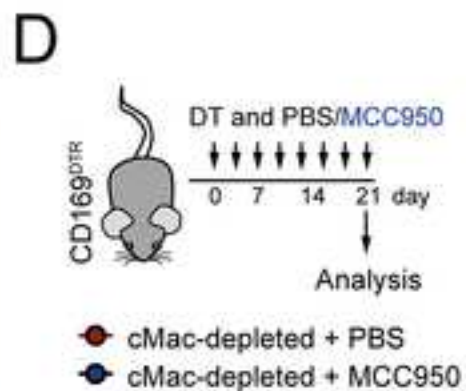 D
DT and PBS/MCC950
CD169DTR
0 7 14 21 day
Analysis
cMac-depleted + PBS
cMac-depleted + MCC950